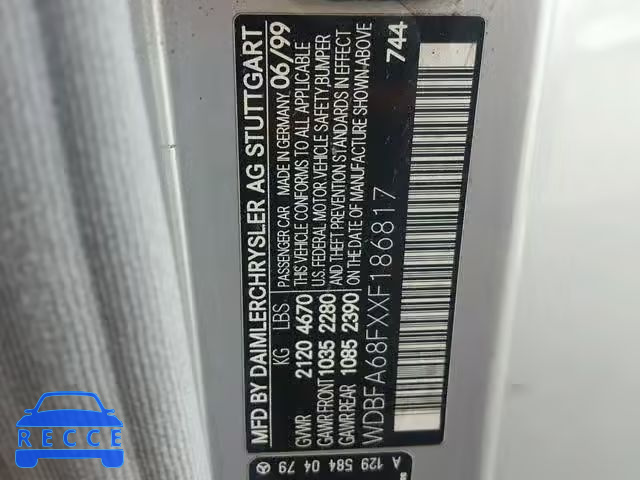 MFD BY DAIMLERCHRYSLER AG STUTTGART
PASSENGER CAR MADE IN GERMANY 06/99
KG LBS
THIS VEHICLE CONFORMS TO ALL APPLICABLE
GVWR 2120 4670
U.S. FEDERAL MOTOR VEHICLE SAFETY, BUMPER
GAWR FRONT 1035 2280
AND THEFT PREVENTION STANDARDS IN EFFECT
GAWR REAR 1085 2390
ON THE DATE OF MANUFACTURE SHOWN ABOVE
WDBFA68FXXF186817
744
A 129 584 04 79
RECCE